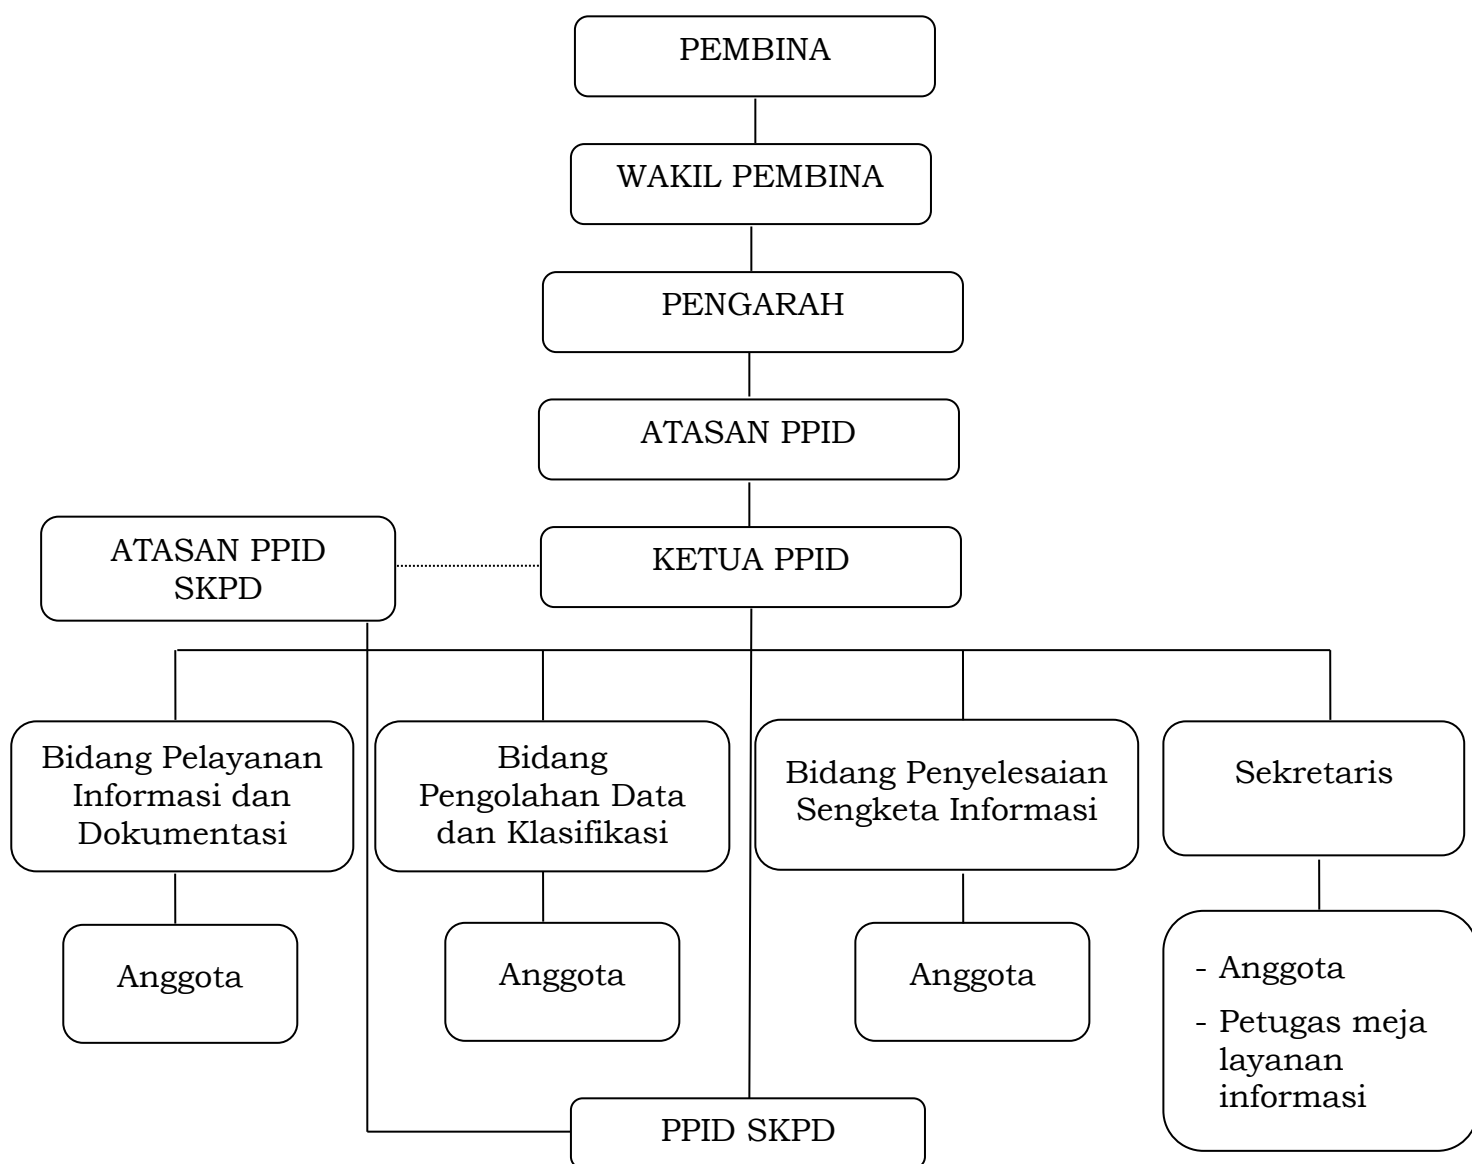 PEMBINA
WAKIL PEMBINA
PENGARAH
ATASAN PPID
ATASAN PPID
SKPD
KETUA PPID
Bidang Pelayanan
Informasi dan
Dokumentasi
Bidang
Pengolahan Data
dan Klasifikasi
Bidang Penyelesaian
Sengketa Informasi
Sekretaris
Anggota
Anggota
Anggota
- Anggota
- Petugas meja
layanan
informasi
PPID SKPD